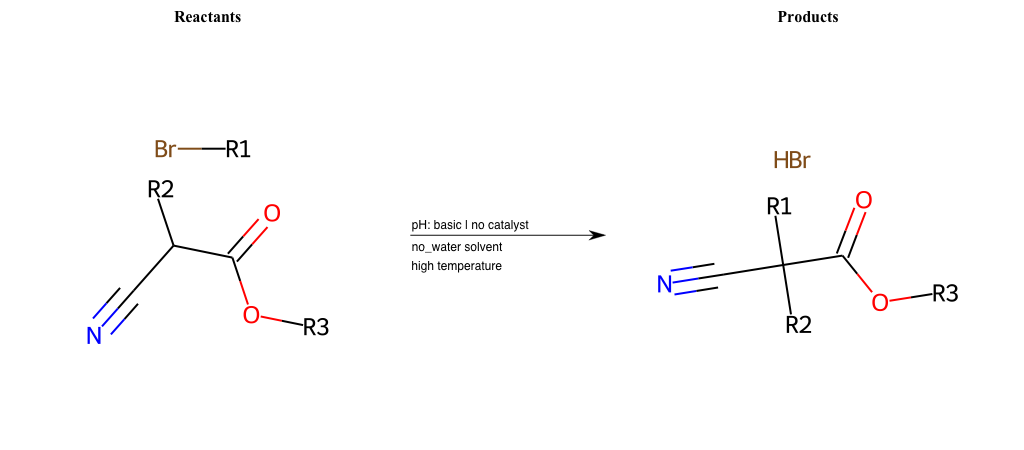 Reactants
Products
Br R1
R2
O
N
O
R3
pH: basic | no catalyst
no_water solvent
high temperature
HBr
R1
O
N
O
R3
R2